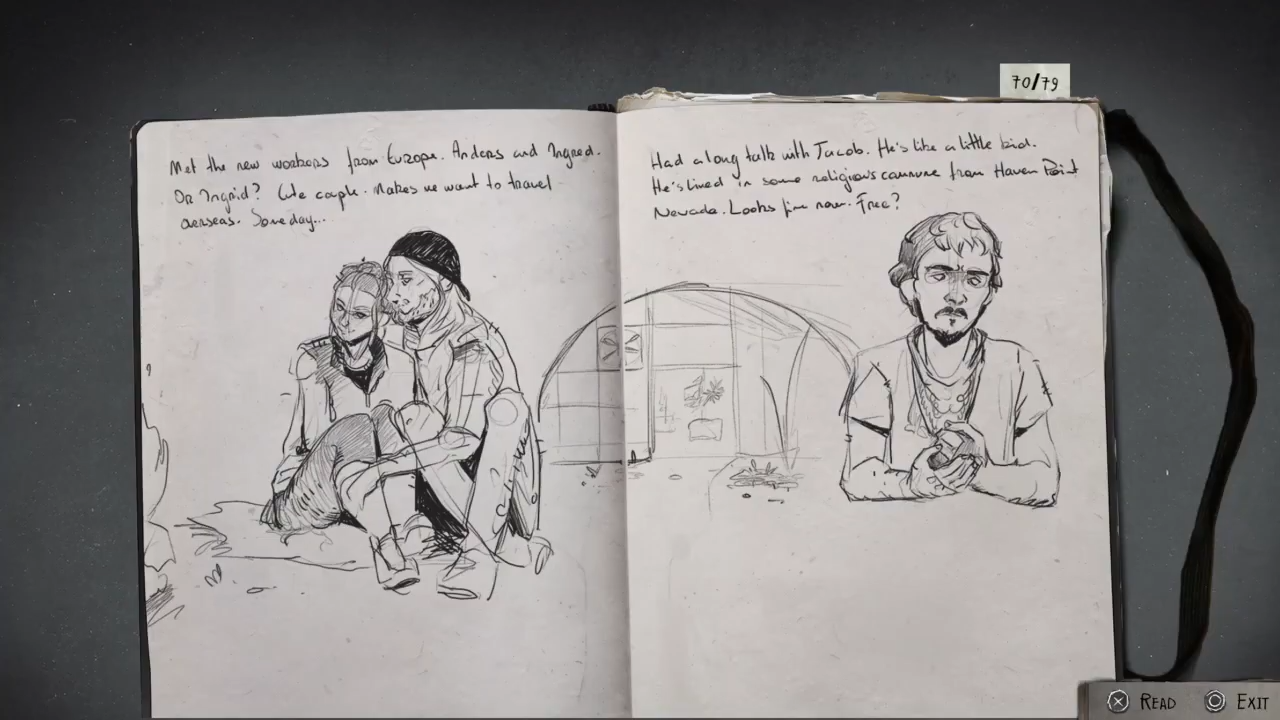 70/79
Met the new workers from Europe. Anders and Ingred.
Or Ingrid? Cute couple. Makes me want to travel
overseas. Someday...
Had a long talk with Jacob. He's like a little bird.
He's lived in some religious commune from Haven Point
Nevada. Looks fine now. Free?
READ
EXIT